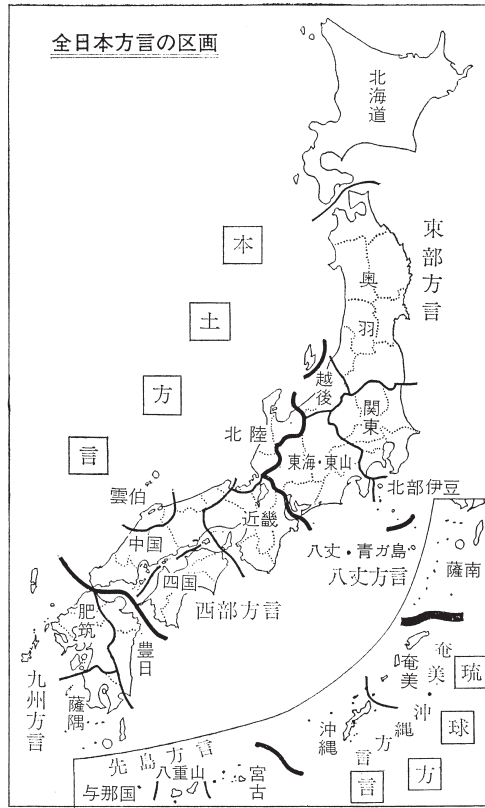 全日本方言の区画
北海道
東部方言
奥羽
本土方言
越後
関東
北陸
東海・東山
北部伊豆
雲伯
近畿
中国
八丈・青ガ島
八丈方言
四国
西部方言
薩南
肥筑
豊日
九州方言
薩隅
奄美
奄美・沖縄方言
琉球方言
沖縄
先島方言
八重山
宮古
与那国